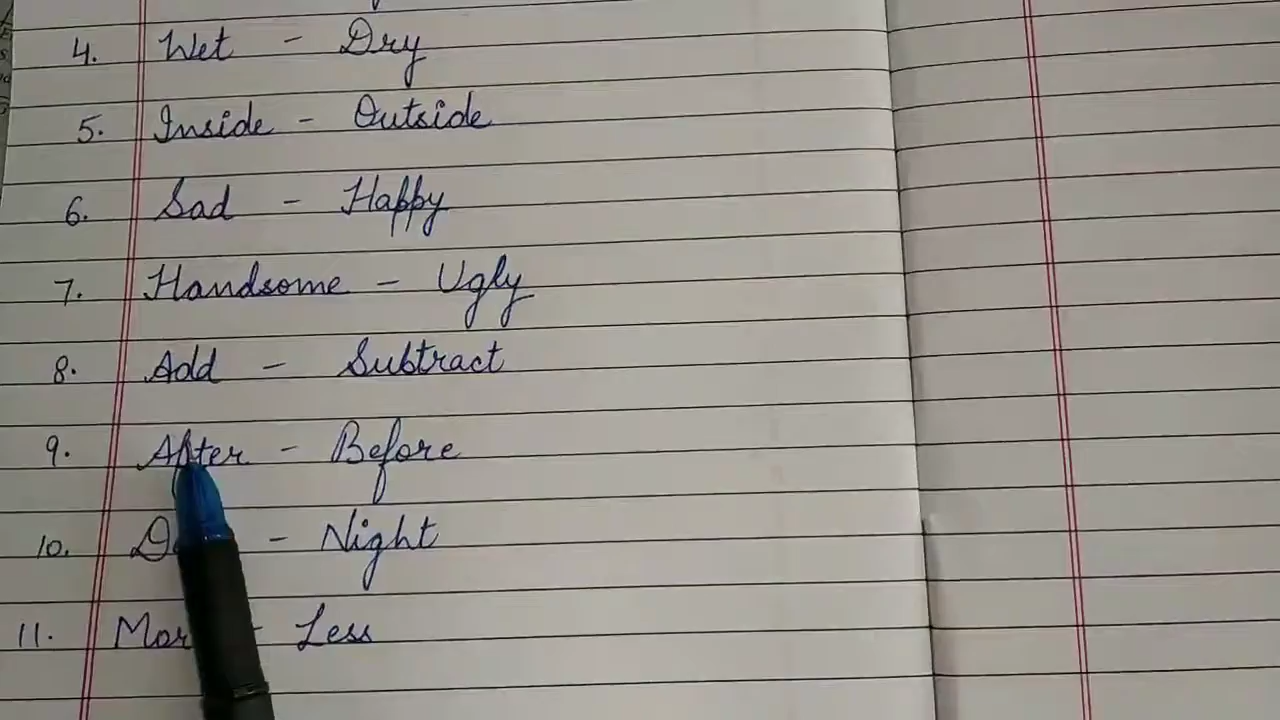 4. Wet - Dry
5. Inside - Outside
6. Sad - Happy
7. Handsome - Ugly
8. Add - Subtract
9. After - Before
10. - Night
11. - Less